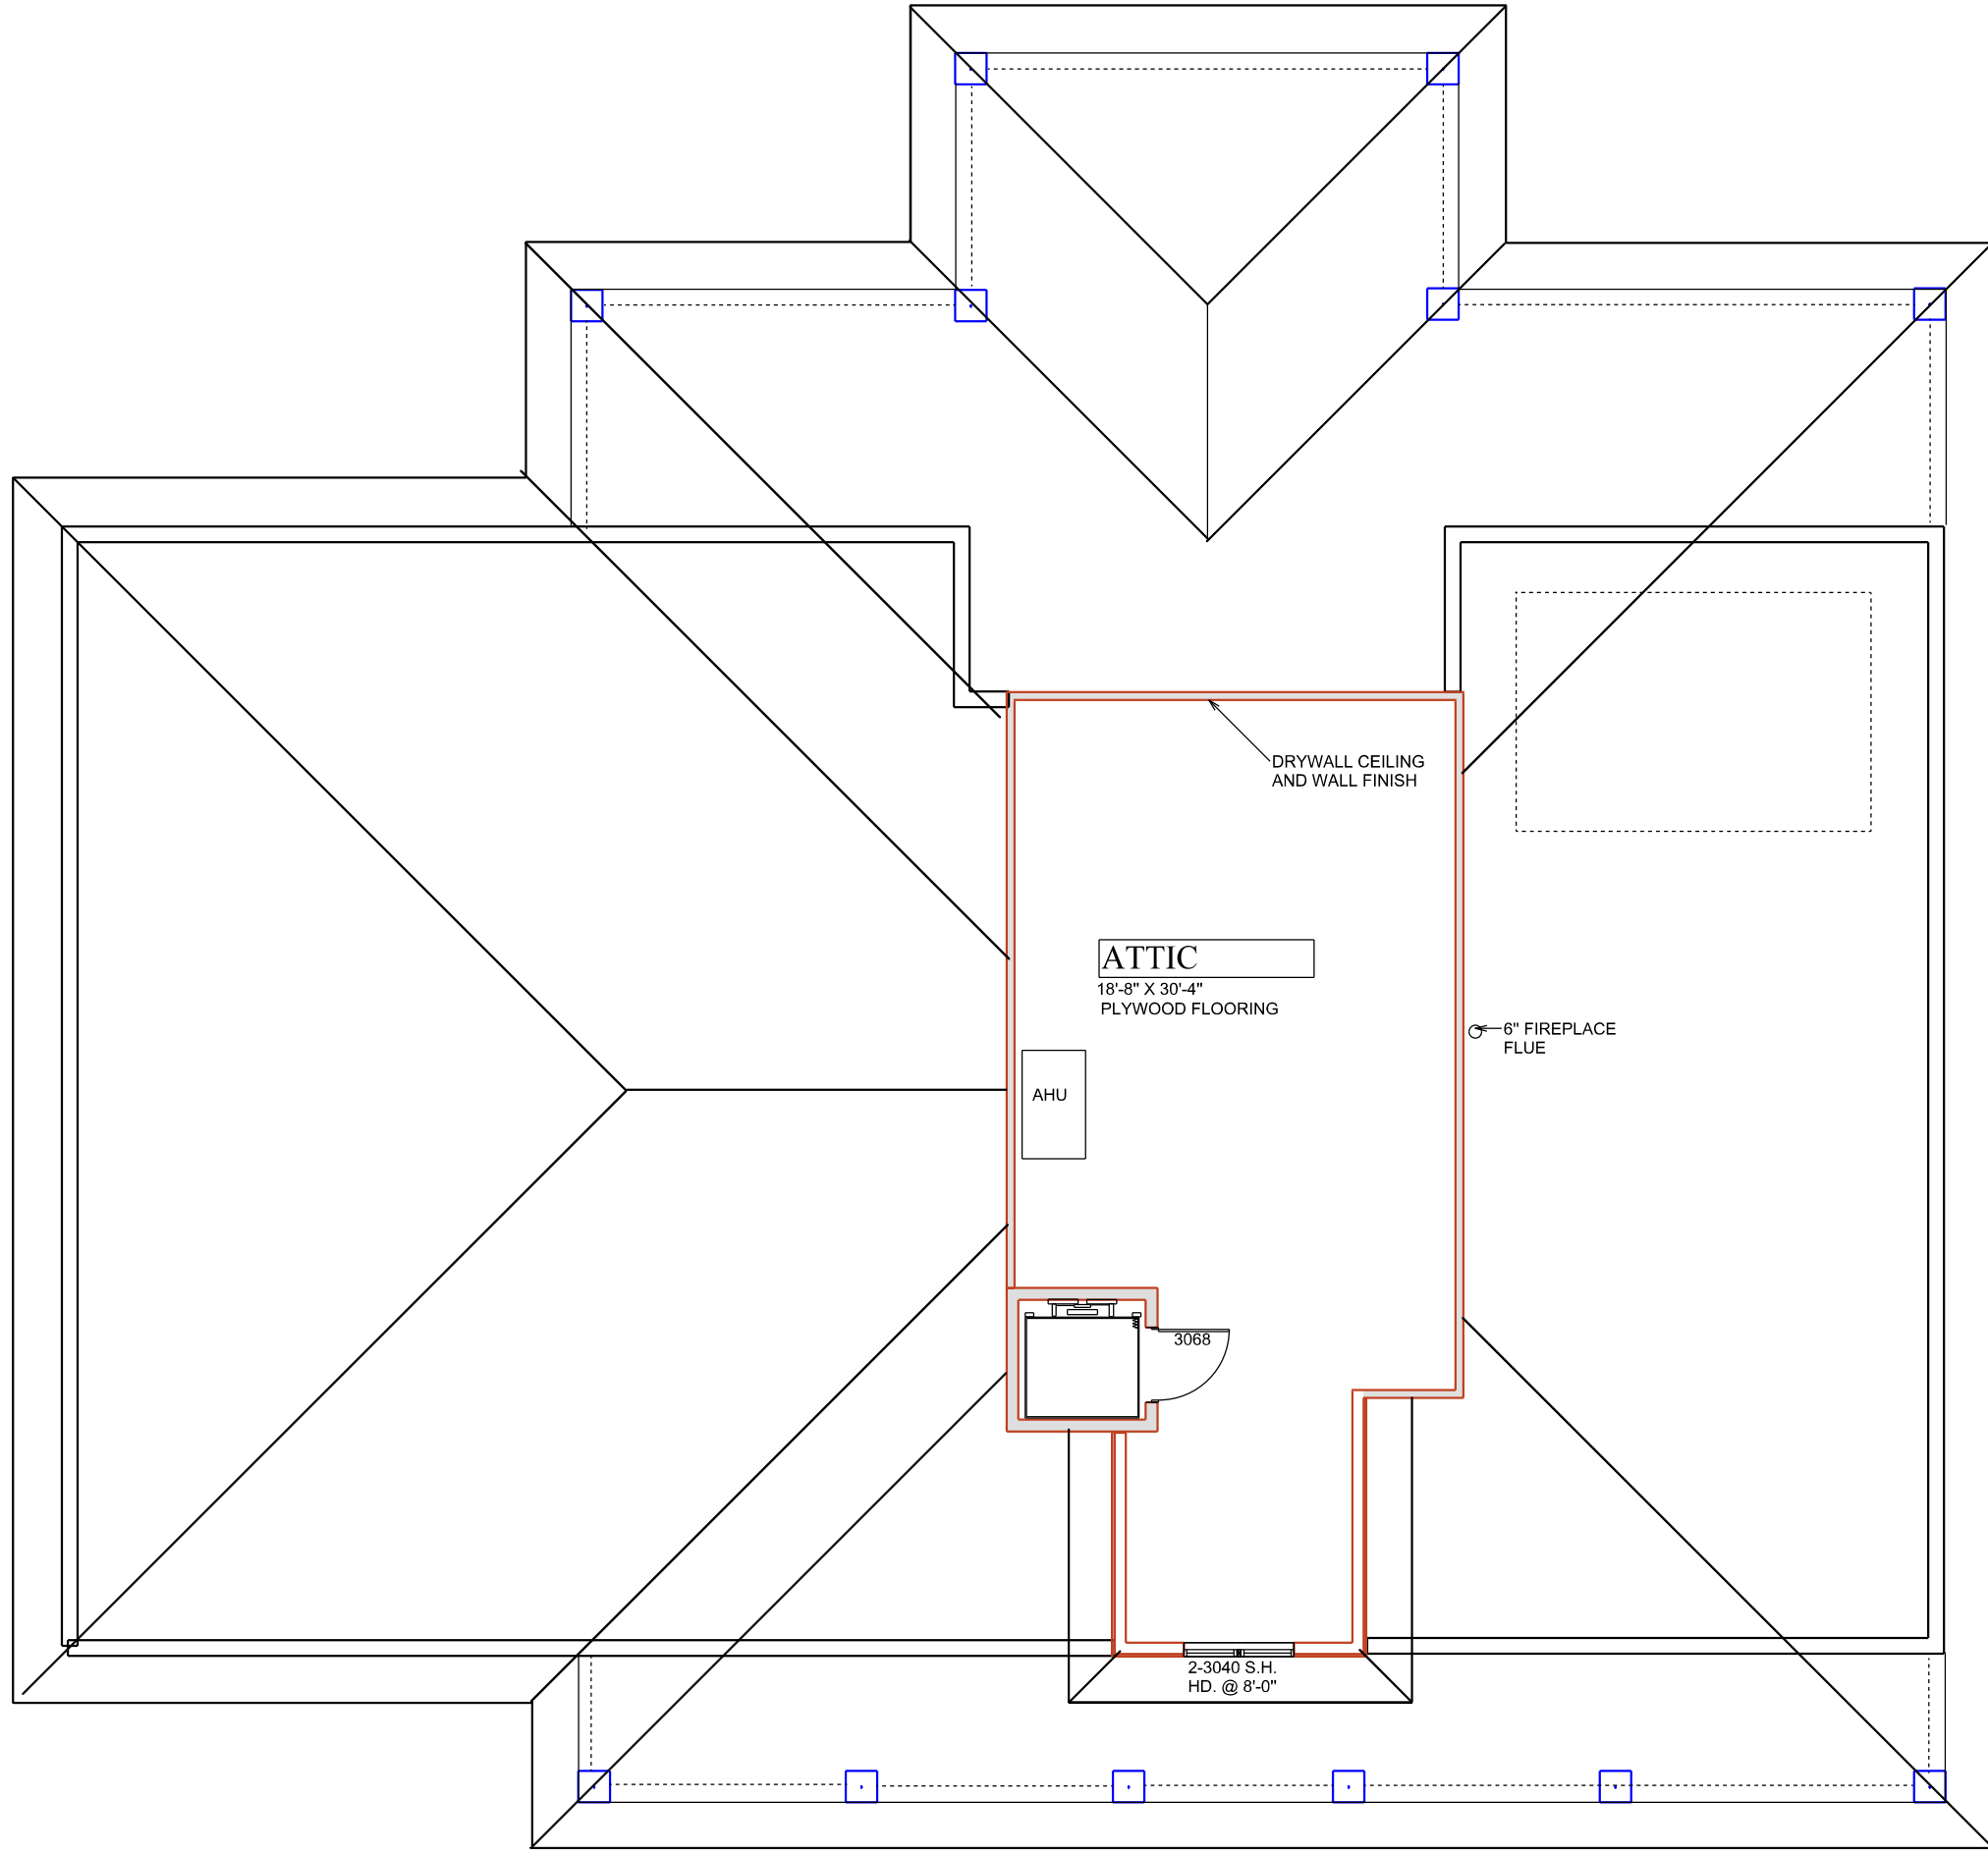 DRYWALL CEILING
AND WALL FINISH
ATTIC
18'-8" X 30'-4"
PLYWOOD FLOORING
6" FIREPLACE
FLUE
AHU
3068
2-3040 S.H.
HD. @ 8'-0"